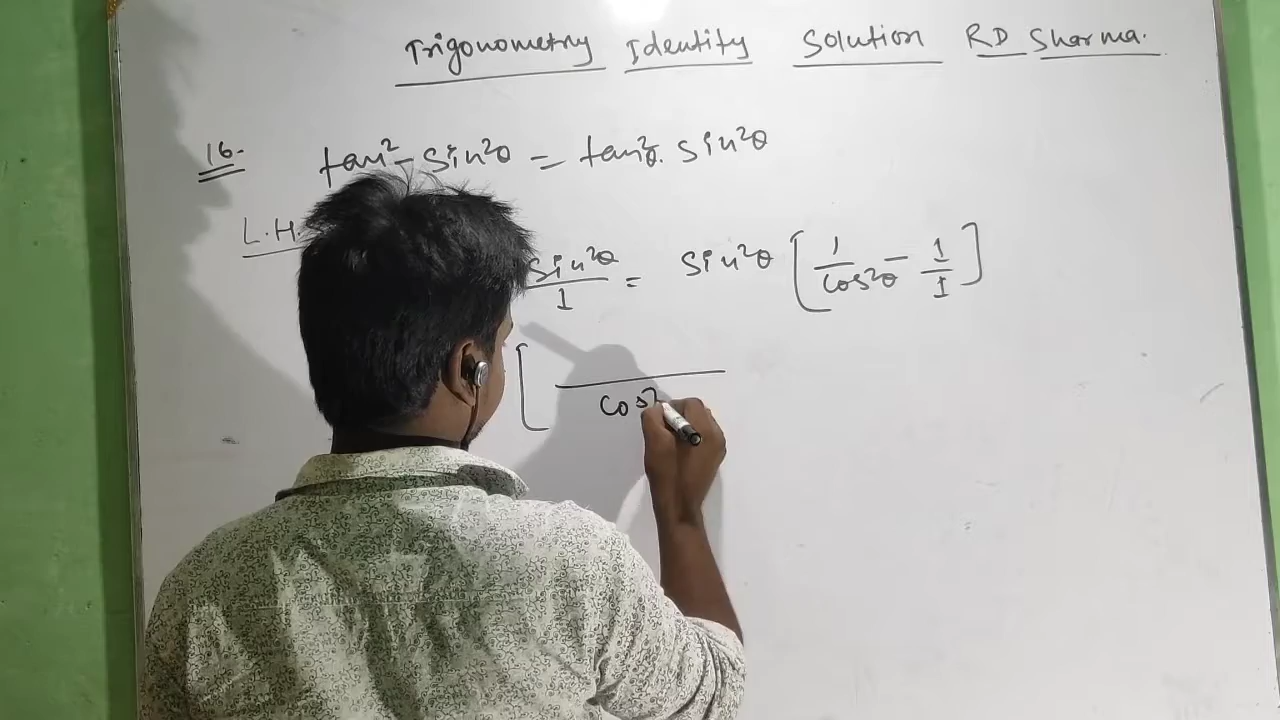 Trigonometry Identity Solution RD Sharma.
16. tan² - sin²θ = tan²θ. sin²θ
L.H.
sin²θ/1 = sin²θ [1/cos²θ - 1/1]
[ /cos²